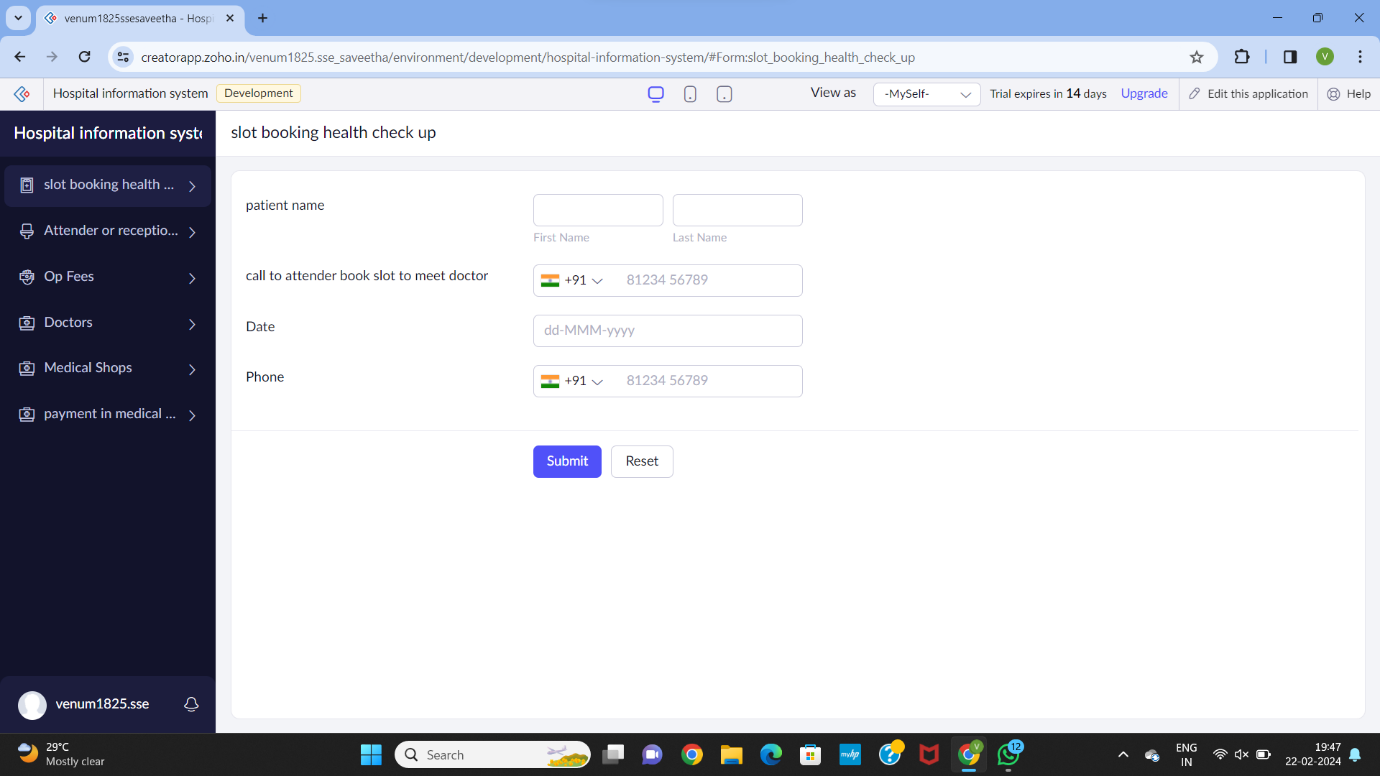 venum1825ssesaveetha - Hospi
creatorapp.zoho.in/venum1825.sse_saveetha/environment/development/hospital-information-system/#Form:slot_booking_health_check_up
V
Hospital information system Development View as -MySelf- Trial expires in 14 days Upgrade Edit this application Help
Hospital information syste
slot booking health check up
slot booking health ...
Attender or receptio...
Op Fees
Doctors
Medical Shops
payment in medical ...
patient name
First Name Last Name
call to attender book slot to meet doctor +91 81234 56789
Date dd-MMM-yyyy
Phone +91 81234 56789
Submit Reset
venum1825.sse
29°C
Mostly clear
Search
myhp
V
12
ENG
IN
19:47
22-02-2024